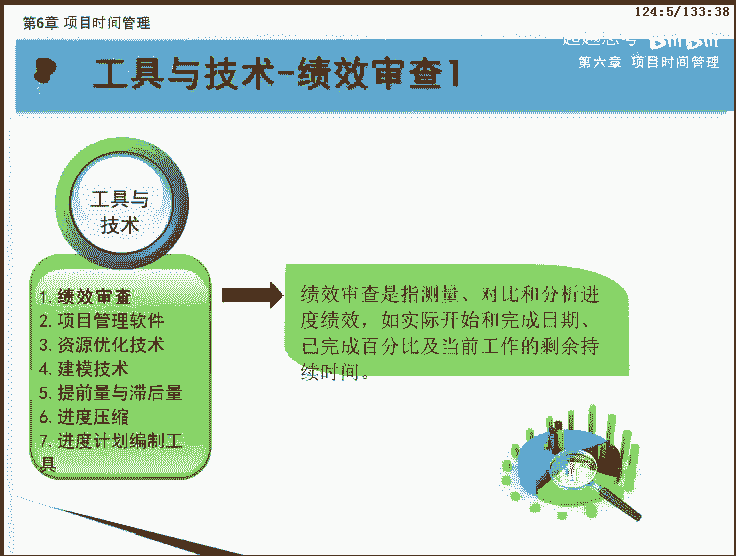 124:5/133:38
第6章 项目时间管理
BiliBili
第六章 项目时间管理
工具与技术-绩效审查1
工具与
技术
1. 绩效审查
2. 项目管理软件
3. 资源优化技术
4. 建模技术
5. 提前量与滞后量
6. 进度压缩
7. 进度计划编制工
具
绩效审查是指测量、对比和分析进
度绩效，如实际开始和完成日期、
已完成百分比及当前工作的剩余持
续时间。